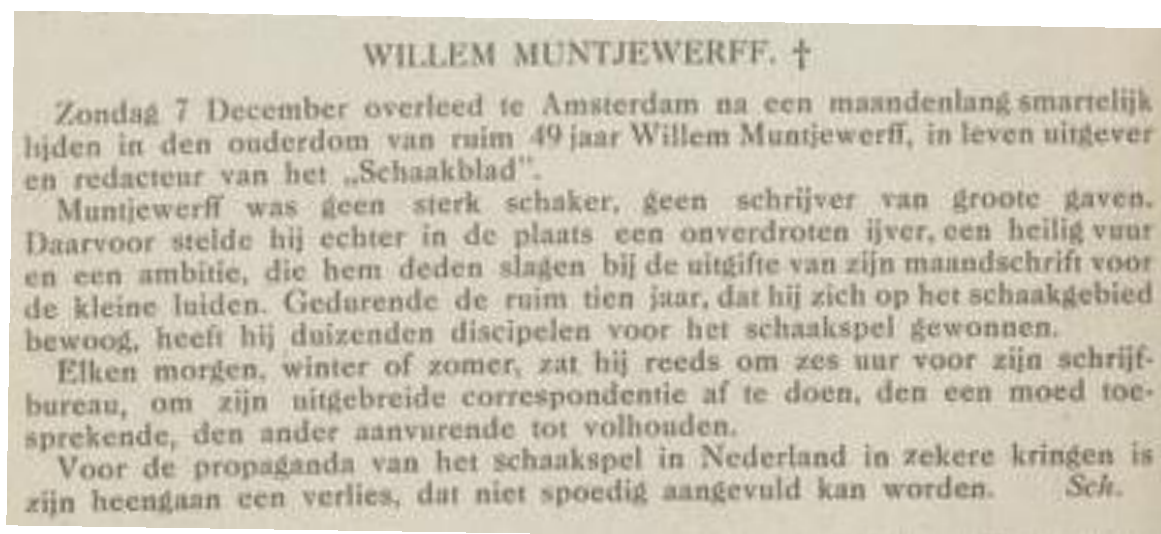 WILLEM MUNTJEWERFF. †
Zondag 7 December overleed te Amsterdam na een maandenlang smartelijk
lijden in den ouderdom van ruim 49 jaar Willem Muntjewerff, in leven uitgever
en redacteur van het „Schaakblad".
Muntjewerff was geen sterk schaker, geen schrijver van groote gaven.
Daarvoor stelde hij echter in de plaats een onverdroten ijver, een heilig vuur
en een ambitie, die hem deden slagen bij de uitgifte van zijn maandschrift voor
de kleine luiden. Gedurende de ruim tien jaar, dat hij zich op het schaakgebied
bewoog, heeft hij duizenden discipelen voor het schaakspel gewonnen.
Elken morgen, winter of zomer, zat hij reeds om zes uur voor zijn schrijf-
bureau, om zijn uitgebreide correspondentie af te doen, den een moed toe-
sprekende, den ander aanvurende tot volhouden.
Voor de propaganda van het schaakspel in Nederland in zekere kringen is
zijn heengaan een verlies, dat niet spoedig aangevuld kan worden. Sch.